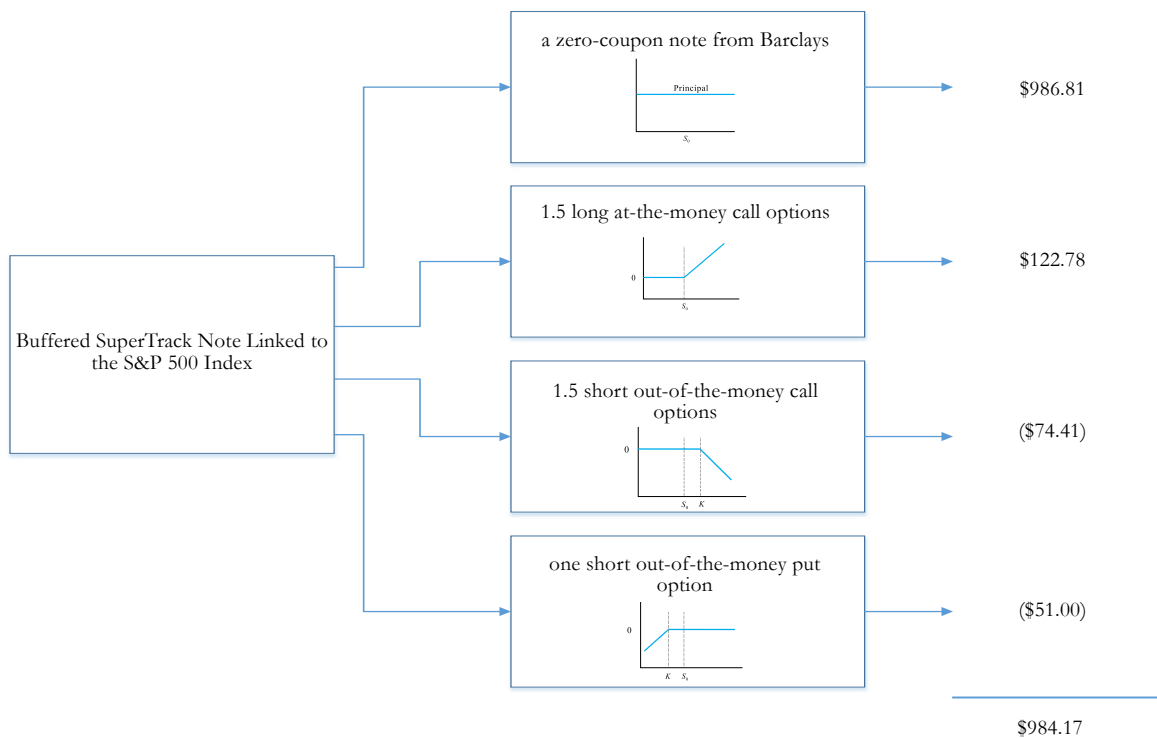 a zero-coupon note from Barclays
Principal
S0
$986.81
1.5 long at-the-money call options
0
S0
$122.78
Buffered SuperTrack Note Linked to
the S&P 500 Index
1.5 short out-of-the-money call
options
0
S0 K
($74.41)
one short out-of-the-money put
option
0
K S0
($51.00)
$984.17